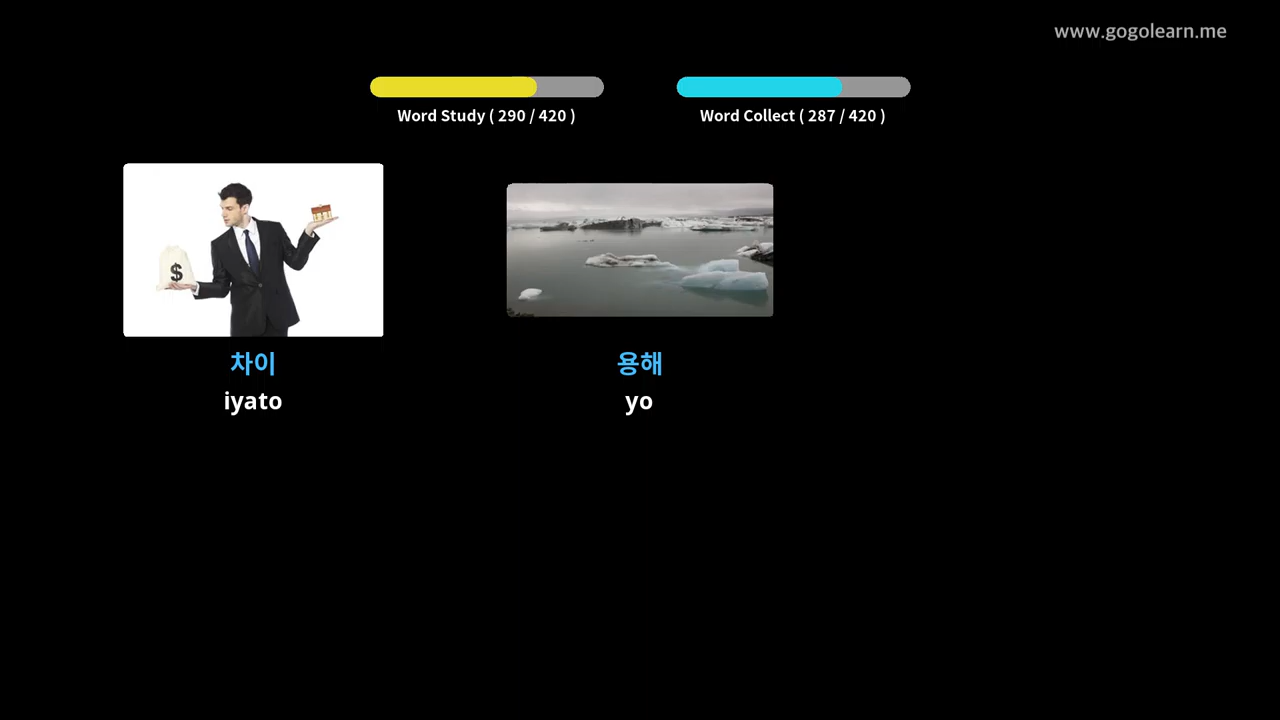 www.gogolearn.me
Word Study ( 290 / 420 )
Word Collect ( 287 / 420 )
$
차이
iyato
용해
yo